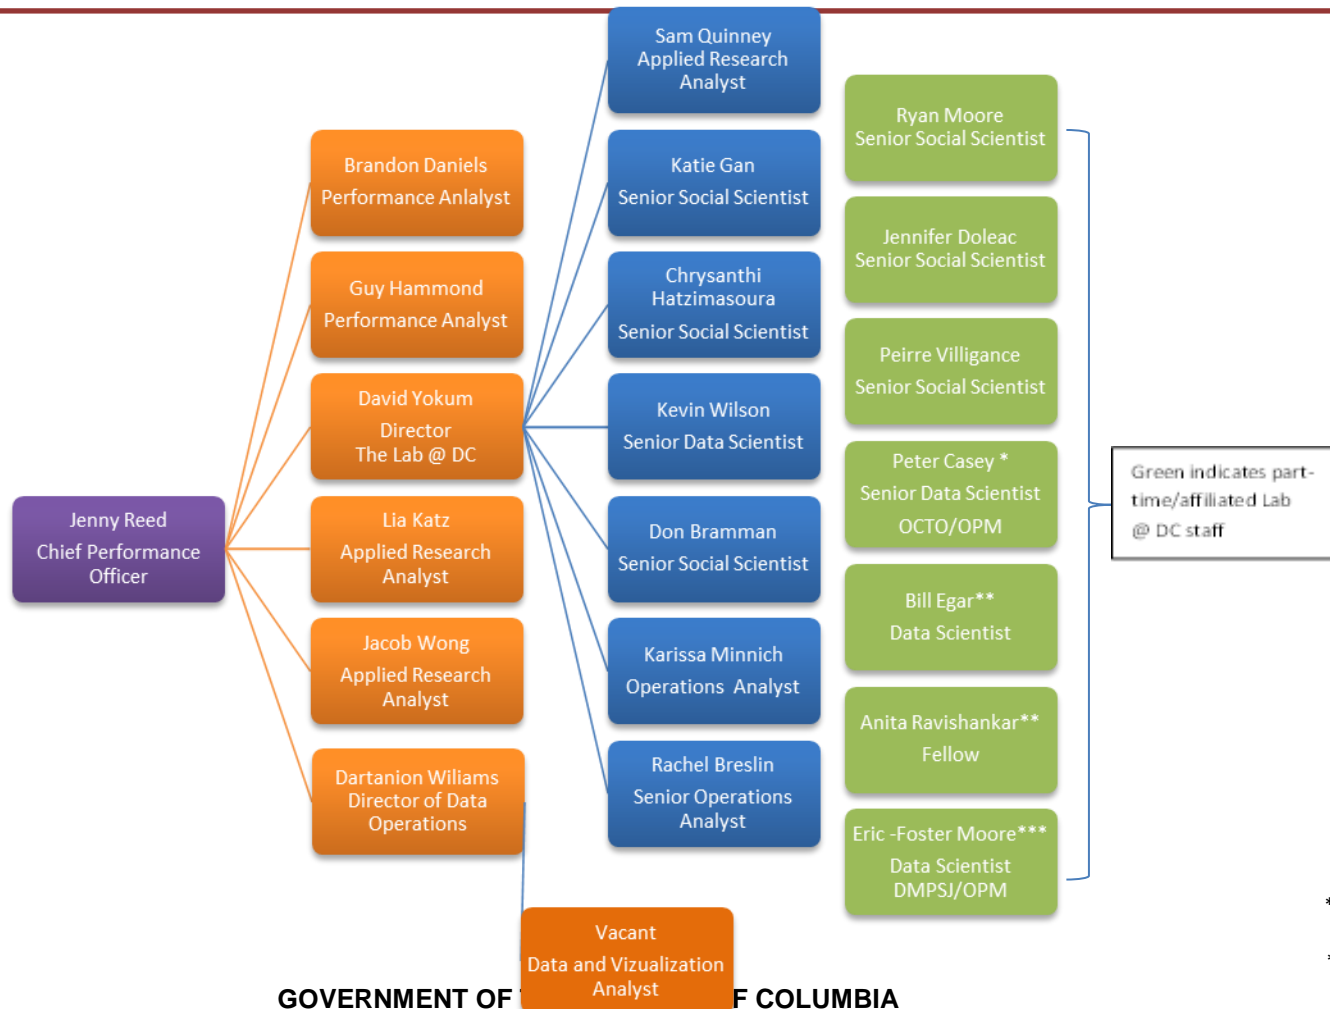 Jenny Reed
Chief Performance
Officer
Brandon Daniels
Performance Anlalyst
Guy Hammond
Performance Analyst
David Yokum
Director
The Lab @ DC
Lia Katz
Applied Research
Analyst
Jacob Wong
Applied Research
Analyst
Dartanion Wiliams
Director of Data
Operations
Vacant
Data and Vizualization
Analyst
Sam Quinney
Applied Research
Analyst
Katie Gan
Senior Social Scientist
Chrysanthi
Hatzimasoura
Senior Social Scientist
Kevin Wilson
Senior Data Scientist
Don Bramman
Senior Social Scientist
Karissa Minnich
Operations Analyst
Rachel Breslin
Senior Operations
Analyst
Ryan Moore
Senior Social Scientist
Jennifer Doleac
Senior Social Scientist
Peirre Villigance
Senior Social Scientist
Peter Casey *
Senior Data Scientist
OCTO/OPM
Bill Egar**
Data Scientist
Anita Ravishankar**
Fellow
Eric -Foster Moore***
Data Scientist
DMPSJ/OPM
Green indicates part-
time/affiliated Lab
@ DC staff
*
*
GOVERNMENT OF F COLUMBIA